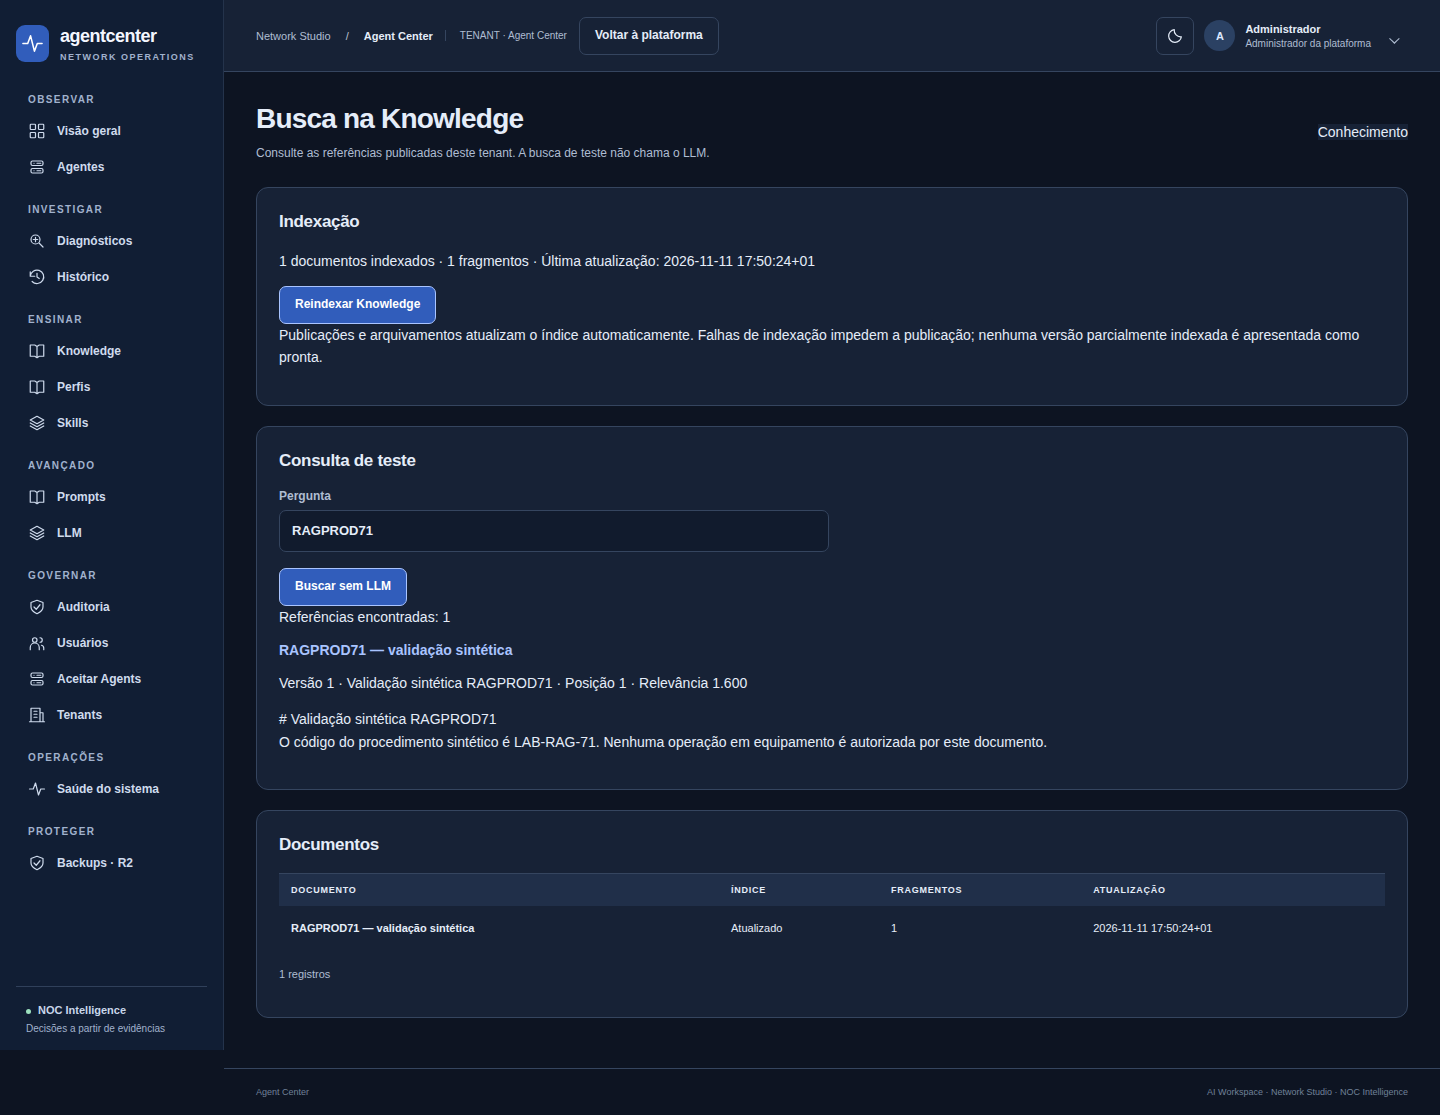 agentcenter
NETWORK OPERATIONS
OBSERVAR
Visão geral
Agentes
INVESTIGAR
Diagnósticos
Histórico
ENSINAR
Knowledge
Perfis
Skills
AVANÇADO
Prompts
LLM
GOVERNAR
Auditoria
Usuários
Aceitar Agents
Tenants
OPERAÇÕES
Saúde do sistema
PROTEGER
Backups · R2
NOC Intelligence
Decisões a partir de evidências
Network Studio / Agent Center TENANT · Agent Center Voltar à plataforma
A
Administrador
Administrador da plataforma
Busca na Knowledge
Consulte as referências publicadas deste tenant. A busca de teste não chama o LLM.
Conhecimento
Indexação
1 documentos indexados · 1 fragmentos · Última atualização: 2026-11-11 17:50:24+01
Reindexar Knowledge
Publicações e arquivamentos atualizam o índice automaticamente. Falhas de indexação impedem a publicação; nenhuma versão parcialmente indexada é apresentada como
pronta.
Consulta de teste
Pergunta
RAGPROD71
Buscar sem LLM
Referências encontradas: 1
RAGPROD71 — validação sintética
Versão 1 · Validação sintética RAGPROD71 · Posição 1 · Relevância 1.600
# Validação sintética RAGPROD71
O código do procedimento sintético é LAB-RAG-71. Nenhuma operação em equipamento é autorizada por este documento.
Documentos
DOCUMENTO ÍNDICE FRAGMENTOS ATUALIZAÇÃO
RAGPROD71 — validação sintética Atualizado 1 2026-11-11 17:50:24+01
1 registros
Agent Center
AI Workspace · Network Studio · NOC Intelligence